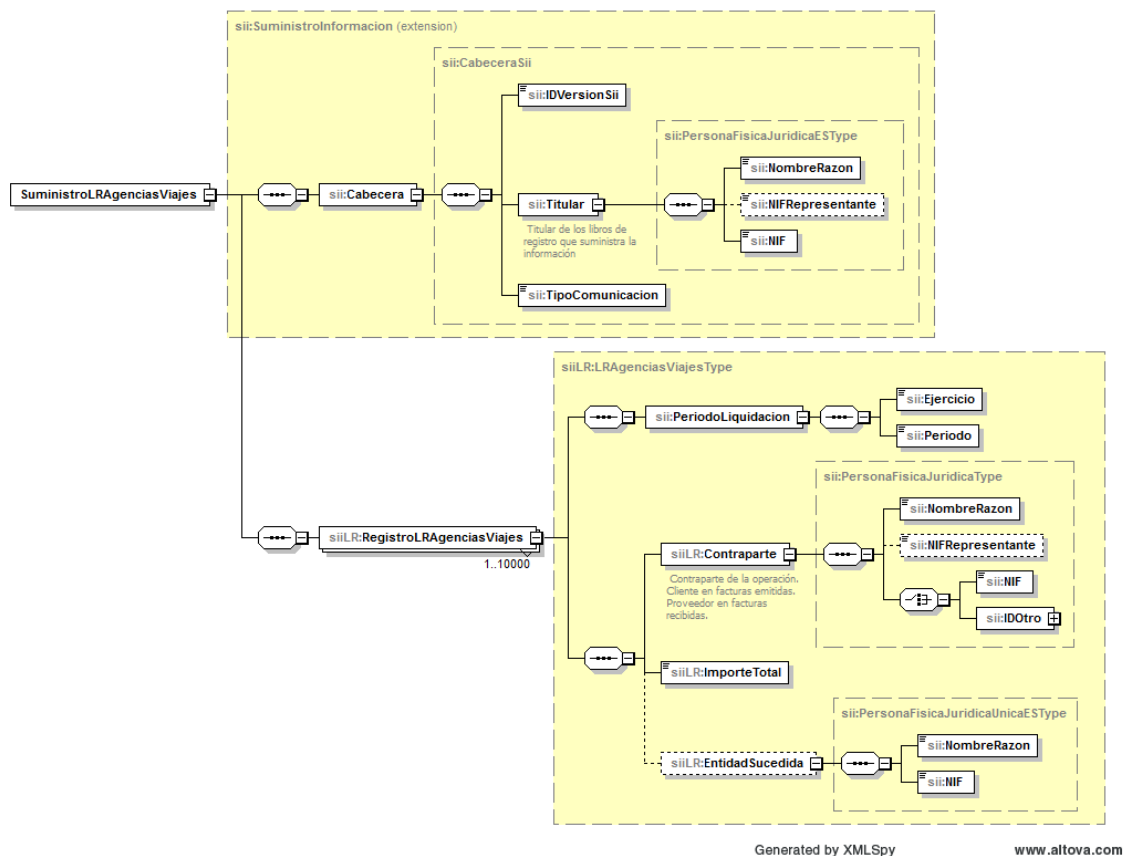 sii:SuministroInformacion (extension)
sii:CabeceraSii
sii:IDVersionSii
sii:PersonaFisicaJuridicaESType
sii:NombreRazon
SuministroLRAgenciasViajes
sii:Cabecera
sii:Titular
sii:NIFRepresentante
Titular de los libros de
registro que suministra la
información
sii:NIF
sii:TipoComunicacion
siiLR:LRAgenciasViajesType
sii:PeriodoLiquidacion
sii:Ejercicio
sii:Periodo
sii:PersonaFisicaJuridicaType
sii:NombreRazon
siiLR:RegistroLRAgenciasViajes
1..10000
siiLR:Contraparte
sii:NIFRepresentante
Contraparte de la operación.
Cliente en facturas emitidas.
Proveedor en facturas
recibidas.
sii:NIF
sii:IDOtro
siiLR:ImporteTotal
sii:PersonaFisicaJuridicaUnicaESType
siiLR:EntidadSucedida
sii:NombreRazon
sii:NIF
Generated by XMLSpy
www.altova.com